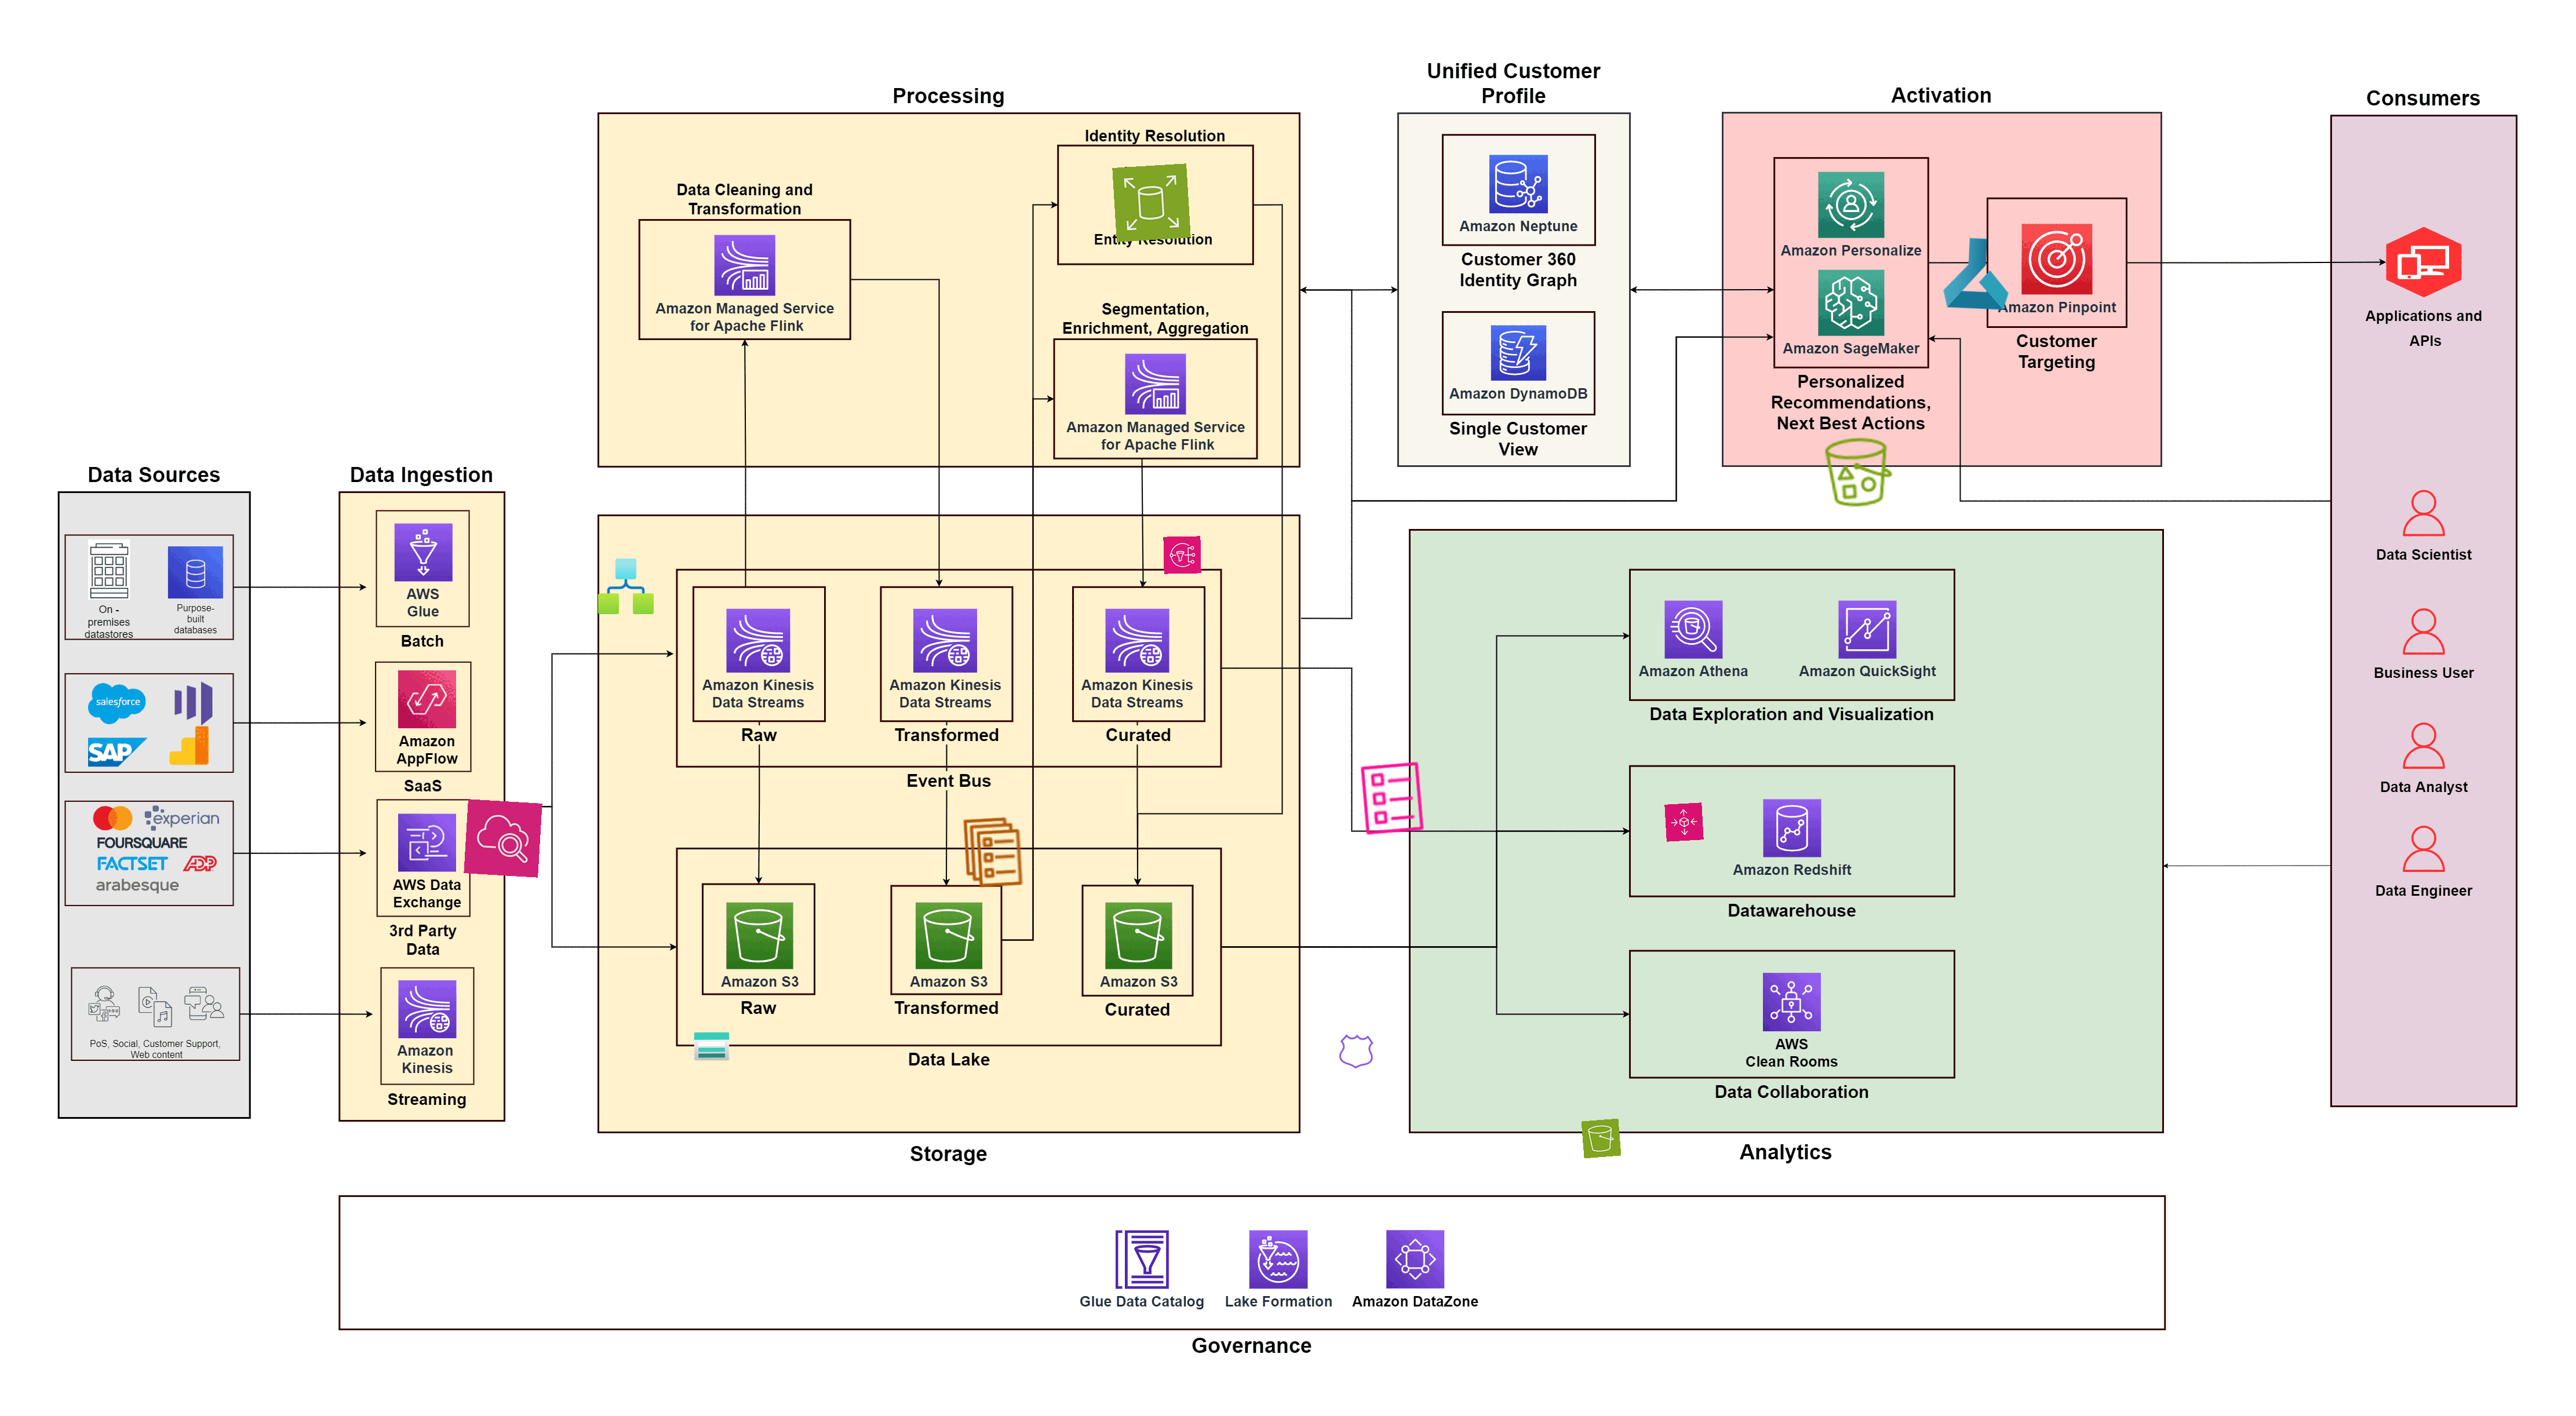 Processing
Unified Customer
Profile
Activation
Consumers
Identity Resolution
Entity Resolution
Data Cleaning and
Transformation
Amazon Managed Service
for Apache Flink
Segmentation,
Enrichment, Aggregation
Amazon Managed Service
for Apache Flink
Amazon Neptune
Customer 360
Identity Graph
Amazon DynamoDB
Single Customer
View
Amazon Personalize
Amazon SageMaker
Personalized
Recommendations,
Next Best Actions
Amazon Pinpoint
Customer
Targeting
Applications and
APIs
Data Scientist
Business User
Data Analyst
Data Engineer
Data Sources
On -
premises
datastores
Purpose-
built
databases
salesforce
SAP
experian
FOURSQUARE
FACTSET
ADP
arabesque
PoS, Social, Customer Support,
Web content
Data Ingestion
AWS
Glue
Batch
Amazon
AppFlow
SaaS
AWS Data
Exchange
3rd Party
Data
Amazon
Kinesis
Streaming
Amazon Kinesis
Data Streams
Raw
Amazon Kinesis
Data Streams
Transformed
Amazon Kinesis
Data Streams
Curated
Event Bus
Amazon S3
Raw
Amazon S3
Transformed
Amazon S3
Curated
Data Lake
Storage
Amazon Athena
Amazon QuickSight
Data Exploration and Visualization
Amazon Redshift
Datawarehouse
AWS
Clean Rooms
Data Collaboration
Analytics
Glue Data Catalog
Lake Formation
Amazon DataZone
Governance